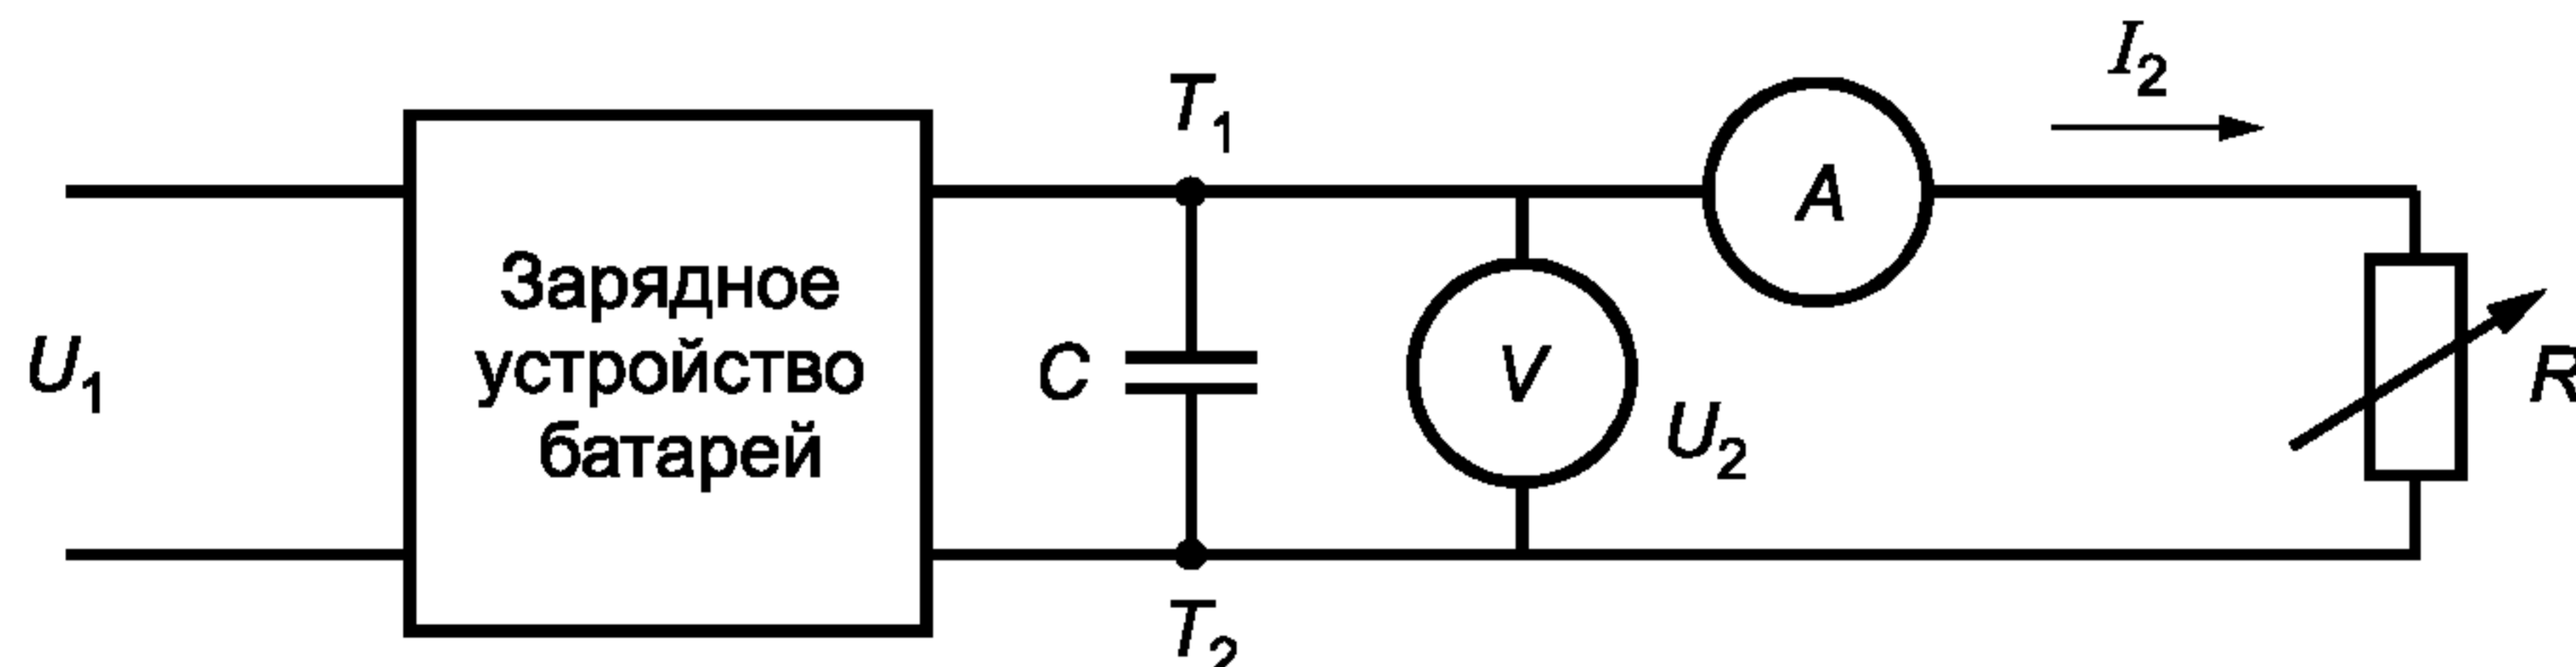 I₂
T₁
A
Зарядное
устройство
батарей
U₁
C
V
U₂
R
T₂